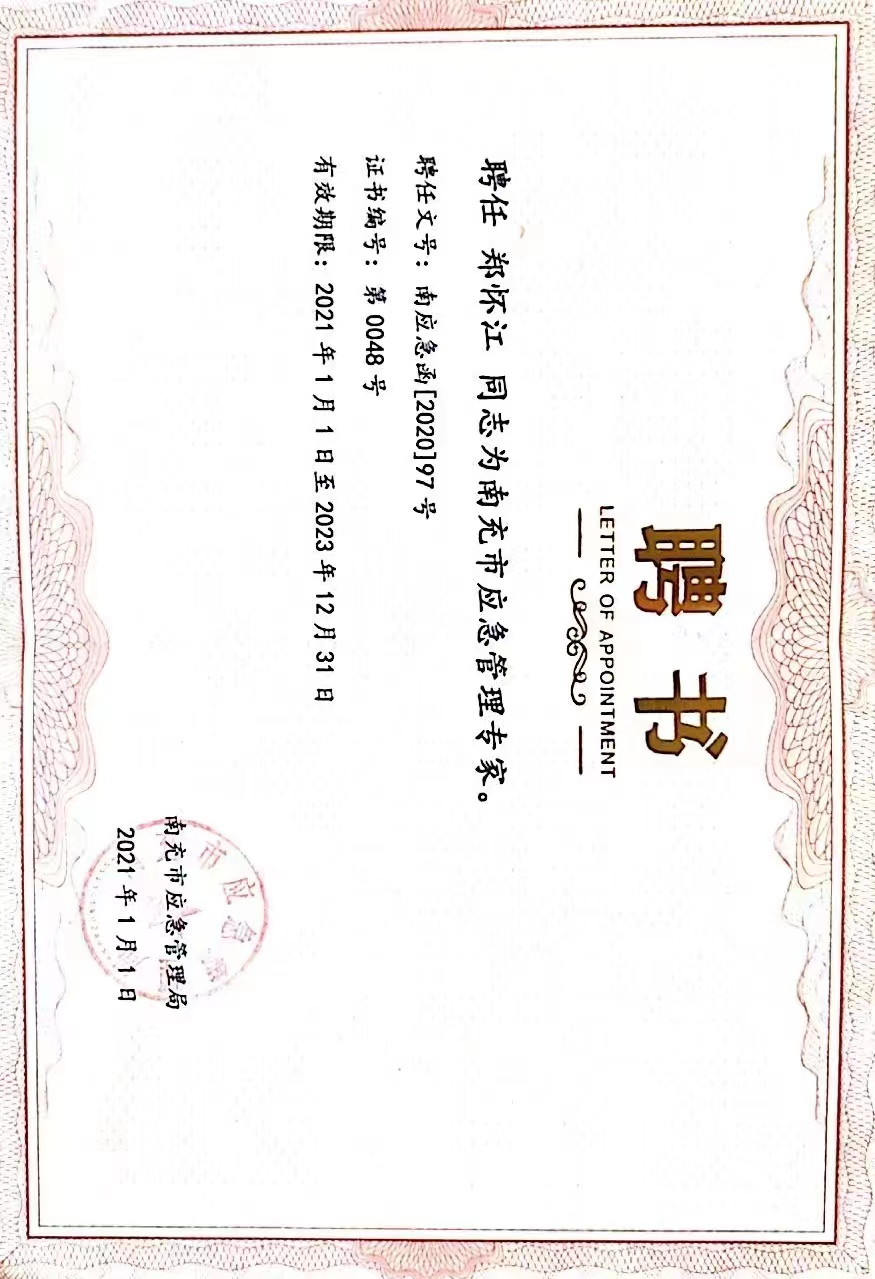 聘书
LETTER OF APPOINTMENT
聘任 郑怀江 同志为南充市应急管理专家。
聘任文号：南应急函[2020]97号
证书编号：第0048号
有效期限：2021年1月1日至2023年12月31日
南充市应急管理局
2021年1月1日
市应急